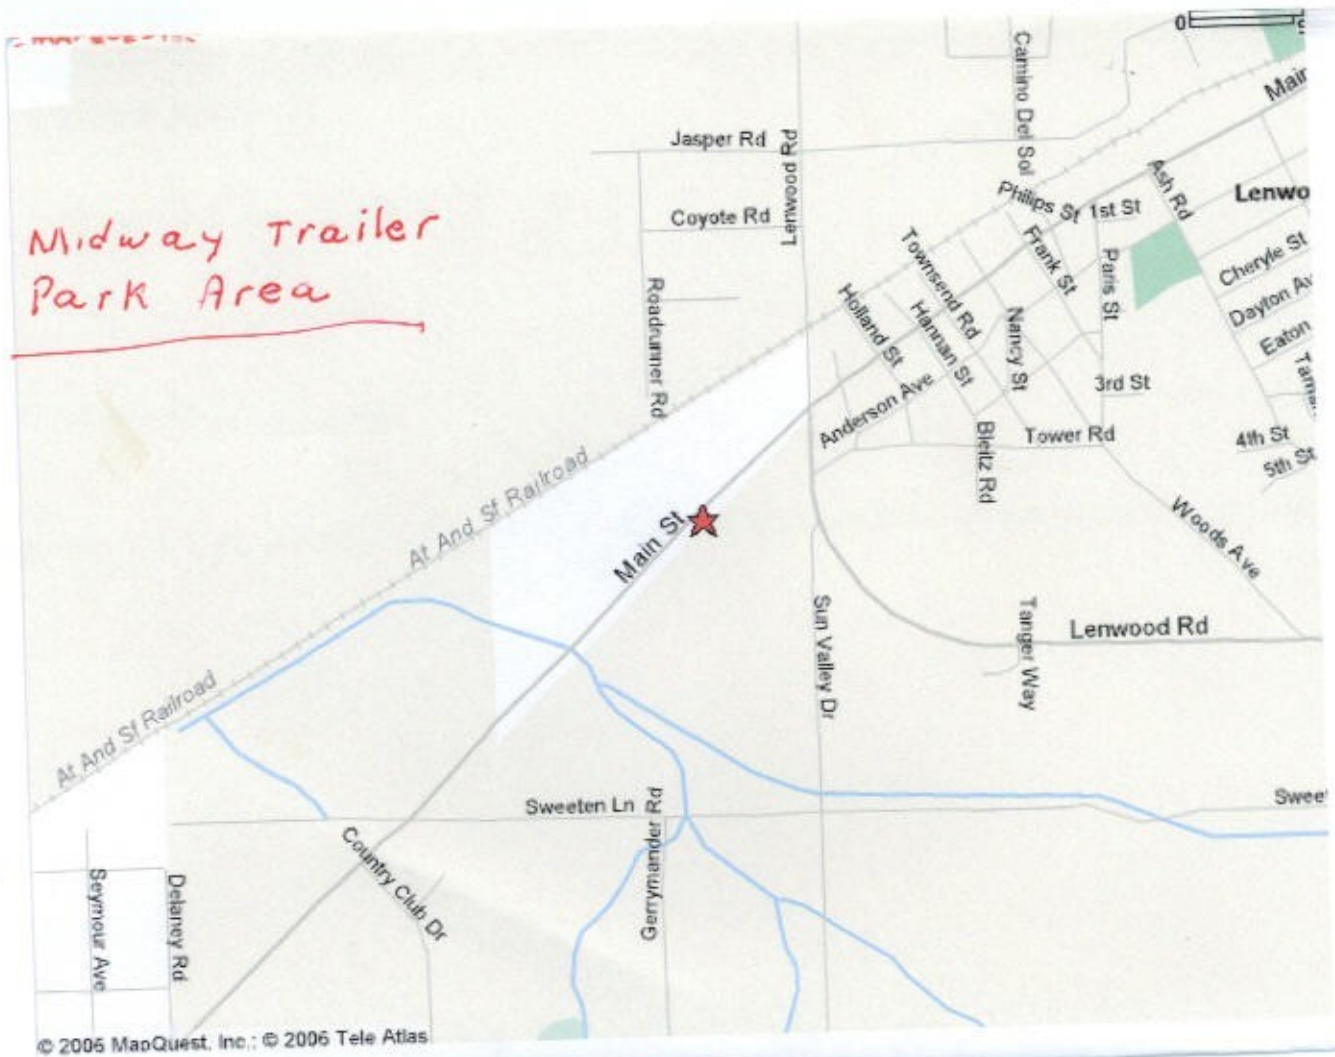 0
Main
Camino Del Sol
Jasper Rd
Lenwood Rd
Ash Rd
Phillips St
1st St
Lenwo
Midway Trailer
Park Area
Coyote Rd
Townsend Rd
Frank St
Paris St
Cheryle St
Dayton Av
Eaton
Roadrunner Rd
Holland St
Hannan St
Nancy St
3rd St
Anderson Ave
Bleitz Rd
Tower Rd
4th St
5th St
At And Sf Railroad
Main St
Woods Ave
Sun Valley Dr
Tanger Way
Lenwood Rd
At And Sf Railroad
Sweeten Ln
Gerrymander Rd
Sweet
Country Club Dr
Seymour Ave
Delaney Rd
© 2006 MapQuest, Inc.; © 2006 Tele Atlas